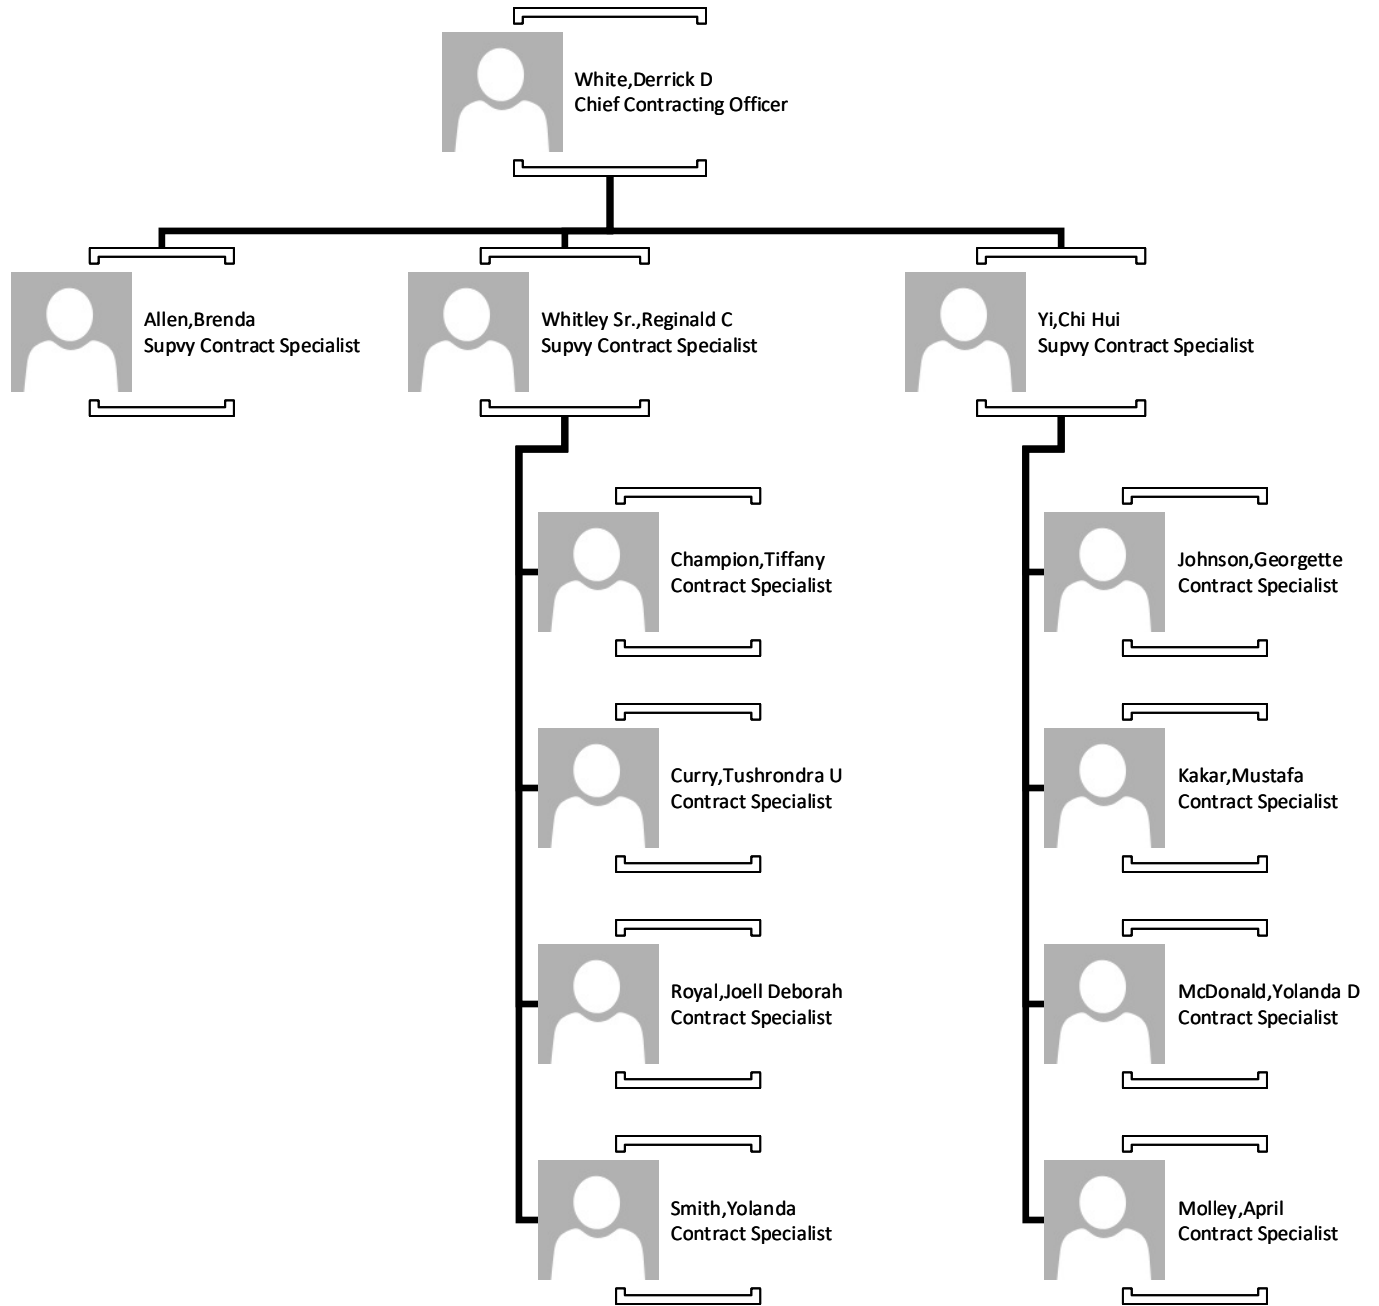 White,Derrick D
Chief Contracting Officer
Allen,Brenda
Supvy Contract Specialist
Whitley Sr.,Reginald C
Supvy Contract Specialist
Yi,Chi Hui
Supvy Contract Specialist
Champion,Tiffany
Contract Specialist
Curry,Tushrondra U
Contract Specialist
Royal,Joell Deborah
Contract Specialist
Smith,Yolanda
Contract Specialist
Johnson,Georgette
Contract Specialist
Kakar,Mustafa
Contract Specialist
McDonald,Yolanda D
Contract Specialist
Molley,April
Contract Specialist